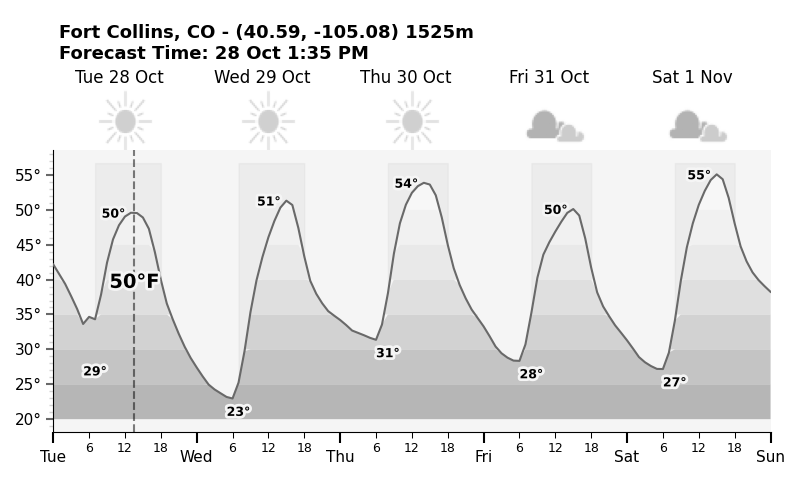 Fort Collins, CO - (40.59, -105.08) 1525m
Forecast Time: 28 Oct 1:35 PM
Tue 28 Oct Wed 29 Oct Thu 30 Oct Fri 31 Oct Sat 1 Nov
55° 55°
54°
50° 50° 51° 50°
45°
40° 50°F
35°
30° 31°
25° 29° 28° 27°
20° 23°
6 12 18 6 12 18 6 12 18 6 12 18 6 12 18
Tue Wed Thu Fri Sat Sun